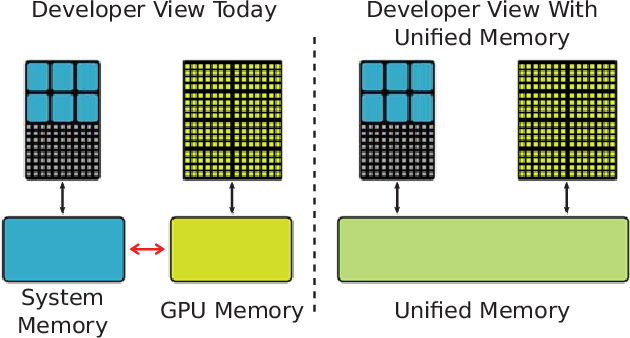 Developer View Today
Developer View With
Unified Memory
System
Memory
GPU Memory
Unified Memory